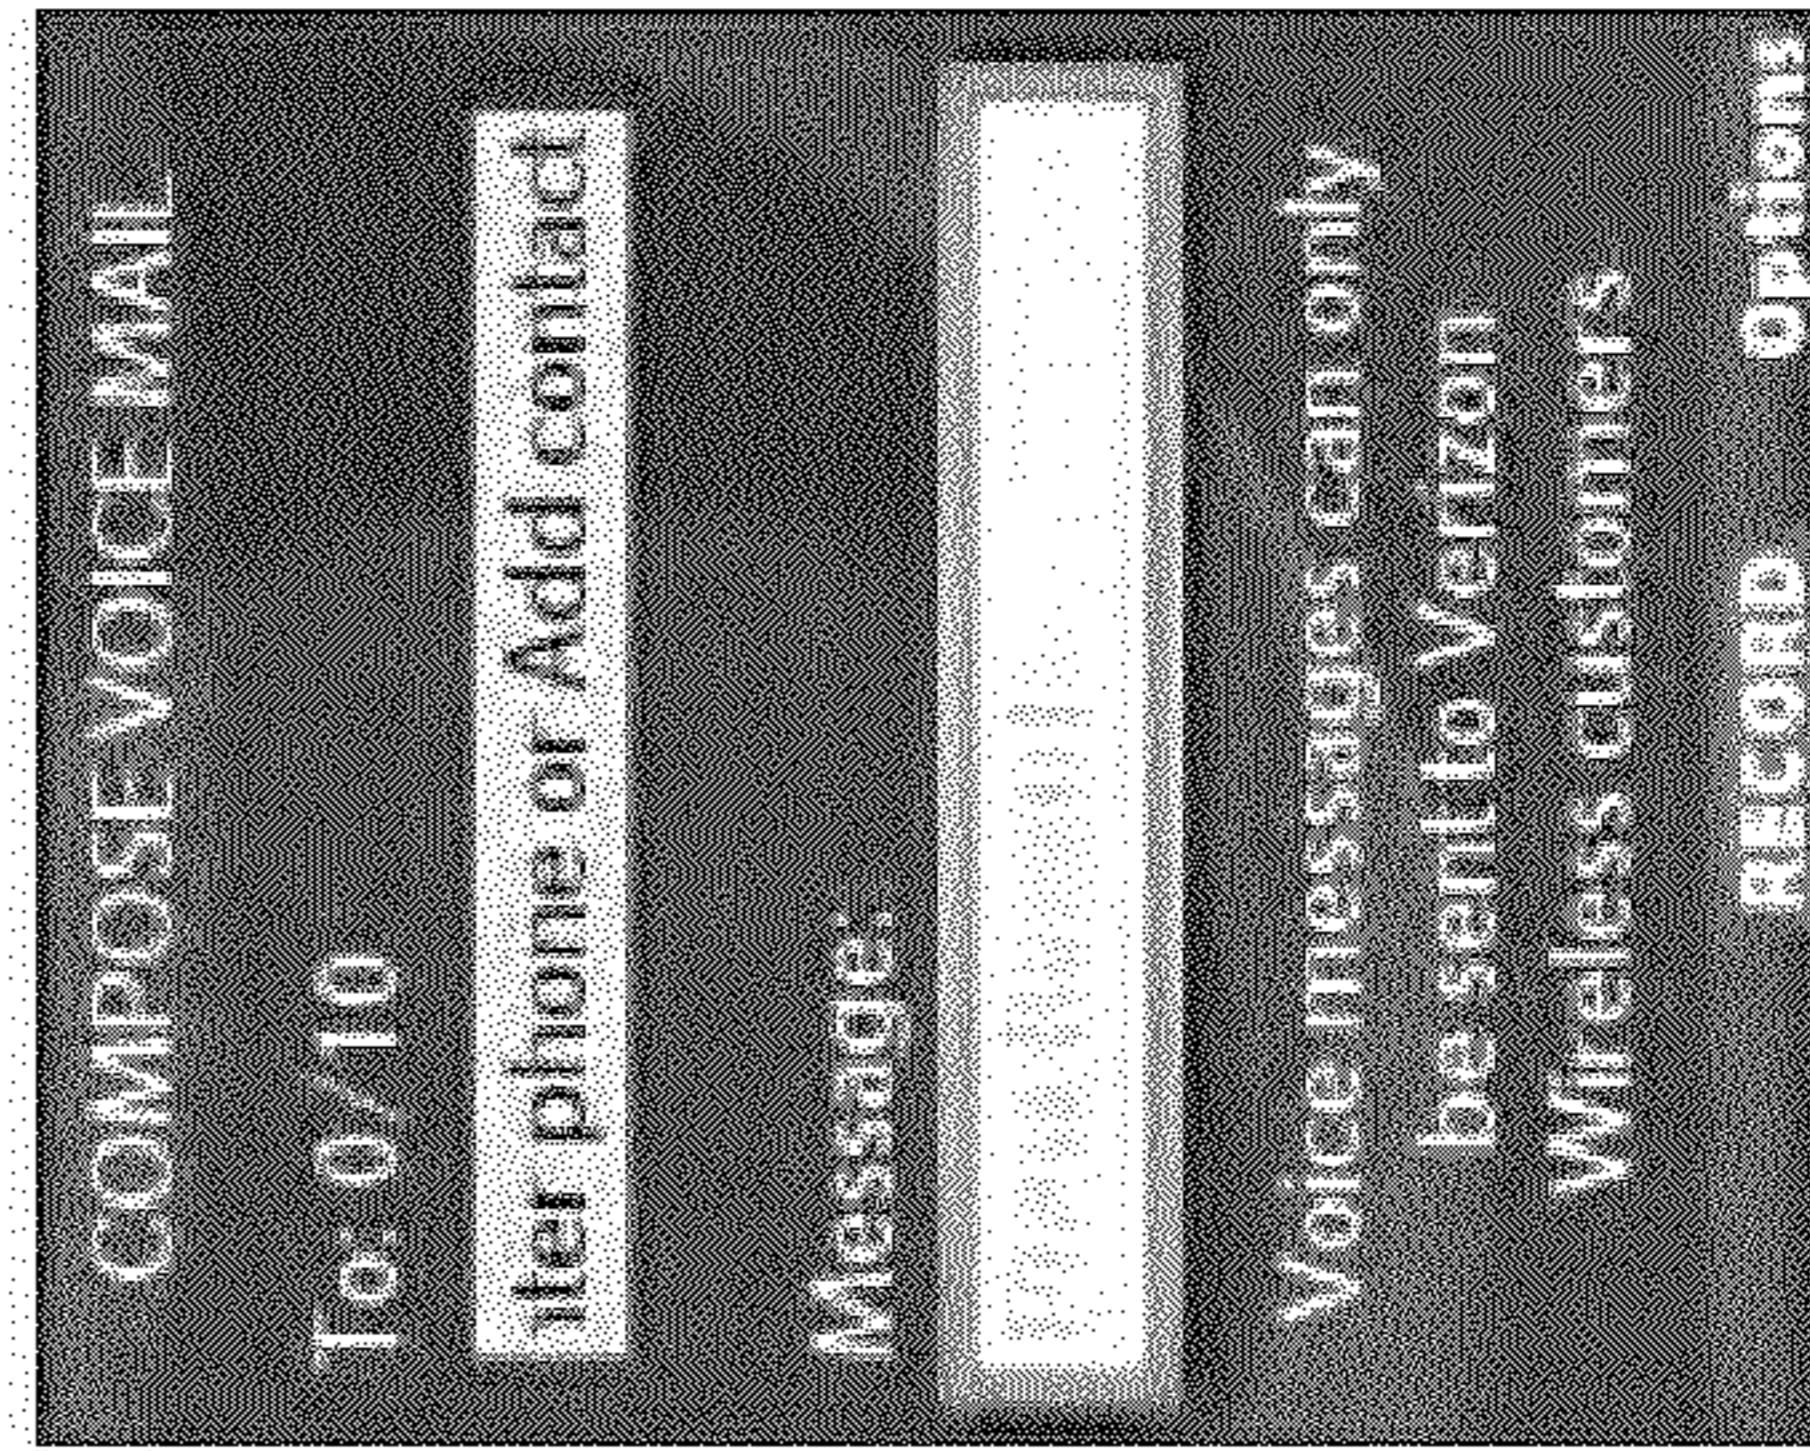 COMPOSE VOICE MAIL
To: 0/10
nter phone or Add contact
Message:
Voice messages can only
be sent to Verizon
Wireless customers
RECORD Options